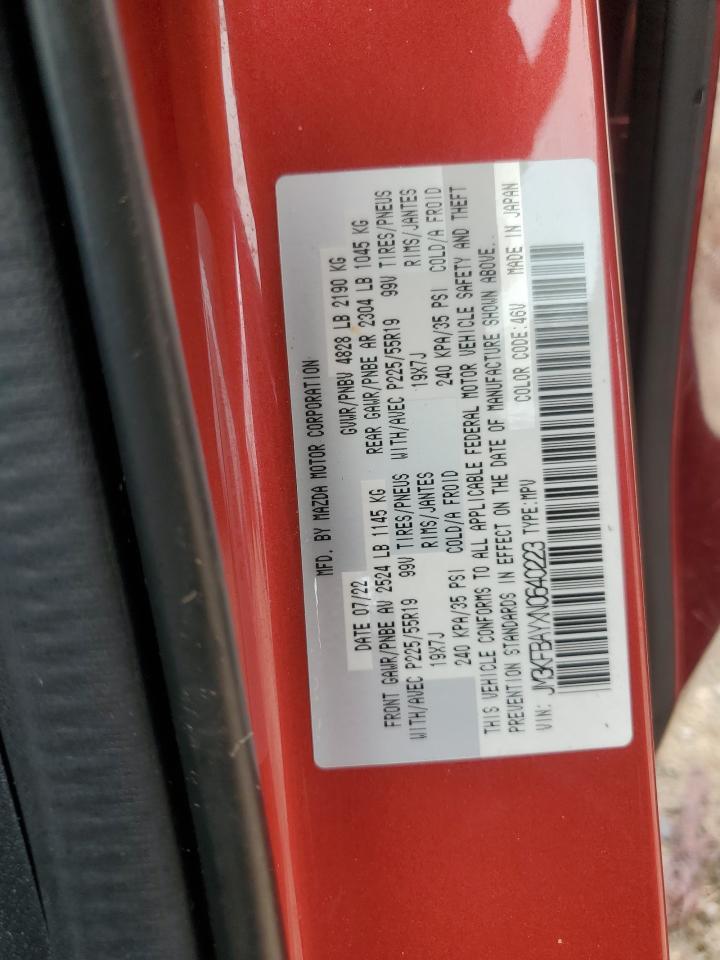 MFD. BY MAZDA MOTOR CORPORATION
DATE 07/22 GVWR/PNBV 4828 LB 2190 KG
FRONT GAWR/PNBE AV 2524 LB 1145 KG REAR GAWR/PNBE AR 2304 LB 1045 KG
WITH/AVEC P225/55R19 99V TIRES/PNEUS WITH/AVEC P225/55R19 99V TIRES/PNEUS
19X7J RIMS/JANTES 19X7J RIMS/JANTES
240 KPA/35 PSI COLD/A FROID 240 KPA/35 PSI COLD/A FROID
THIS VEHICLE CONFORMS TO ALL APPLICABLE FEDERAL MOTOR VEHICLE SAFETY AND THEFT
PREVENTION STANDARDS IN EFFECT ON THE DATE OF MANUFACTURE SHOWN ABOVE.
COLOR CODE:46V MADE IN JAPAN
VIN: JM3KFBAYXN0640223 TYPE:MPV